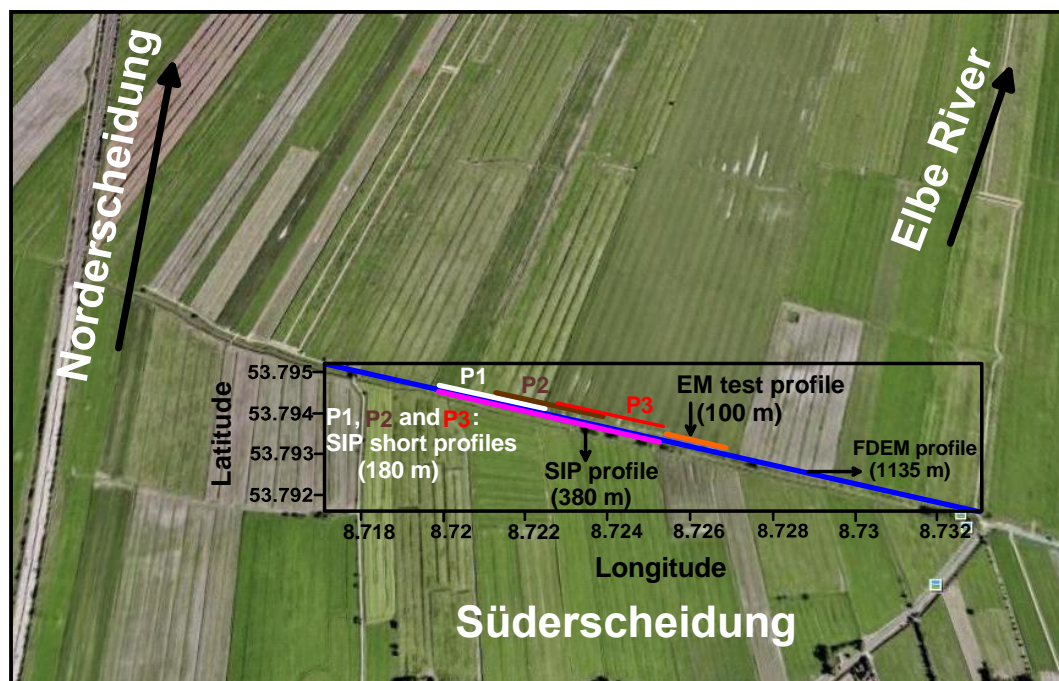 Norderscheidung
Elbe River
53.795
53.794
53.793
53.792
Latitude
P1
P2
P3
P1, P2 and P3:
SIP short profiles
(180 m)
EM test profile
(100 m)
SIP profile
(380 m)
FDEM profile
(1135 m)
8.718
8.72
8.722
8.724
8.726
8.728
8.73
8.732
Longitude
Süderscheidung